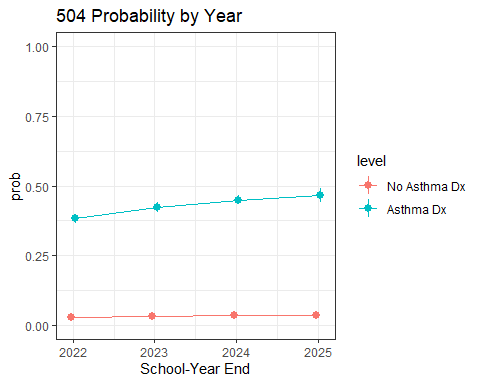 504 Probability by Year
1.00
0.75
0.50
0.25
0.00
prob
2022 2023 2024 2025
School-Year End
level
No Asthma Dx
Asthma Dx